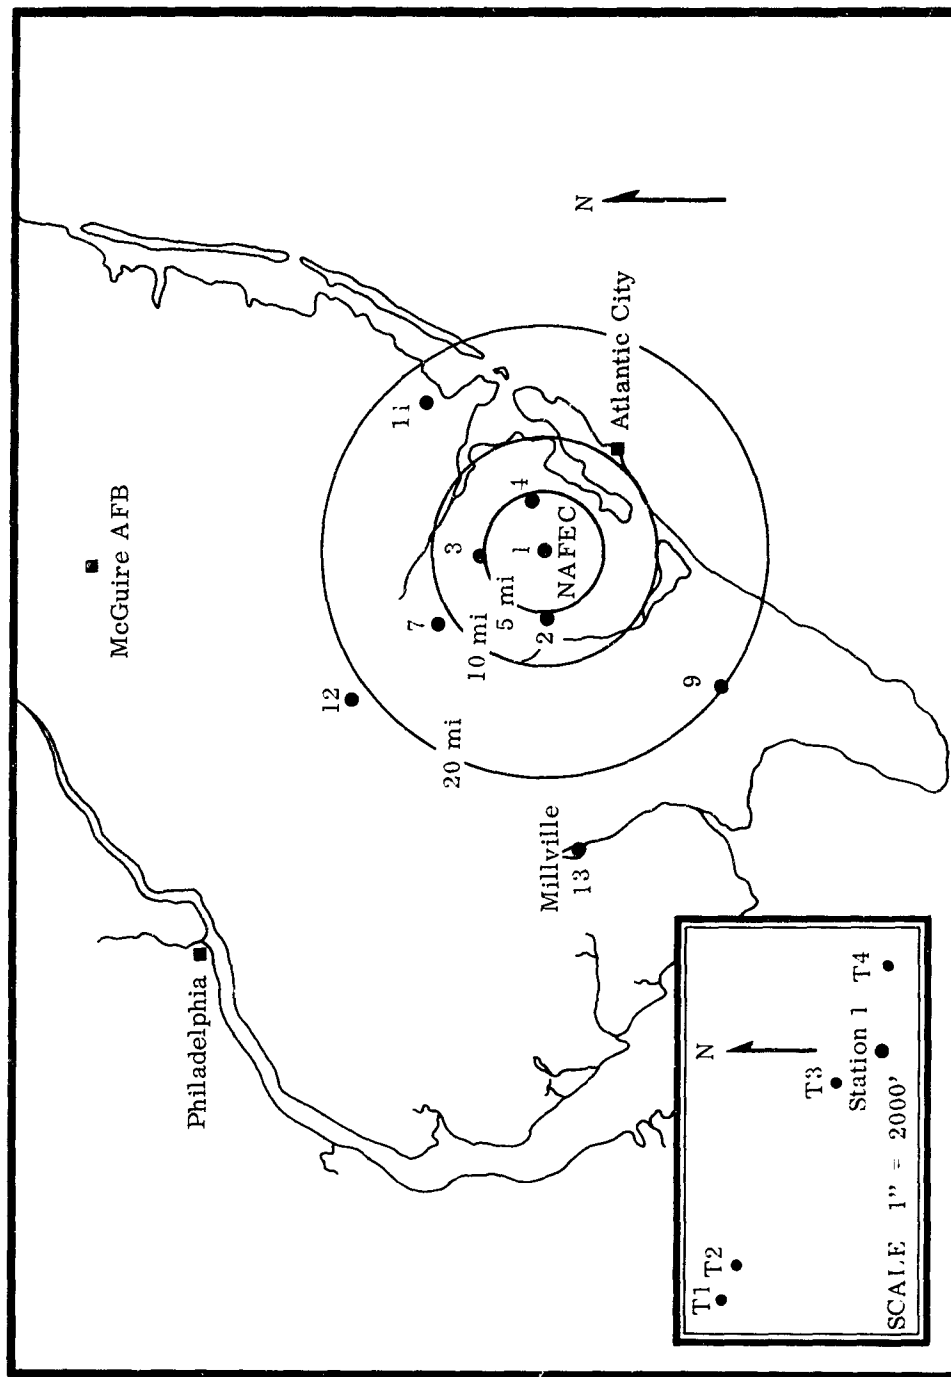 McGuire AFB
N
11
12
7
3
4
1
NAFEC
2
5 mi
10 mi
20 mi
9
Atlantic City
Philadelphia
Millville
13
T1
T2
N
T3
Station 1
T4
SCALE 1" = 2000'